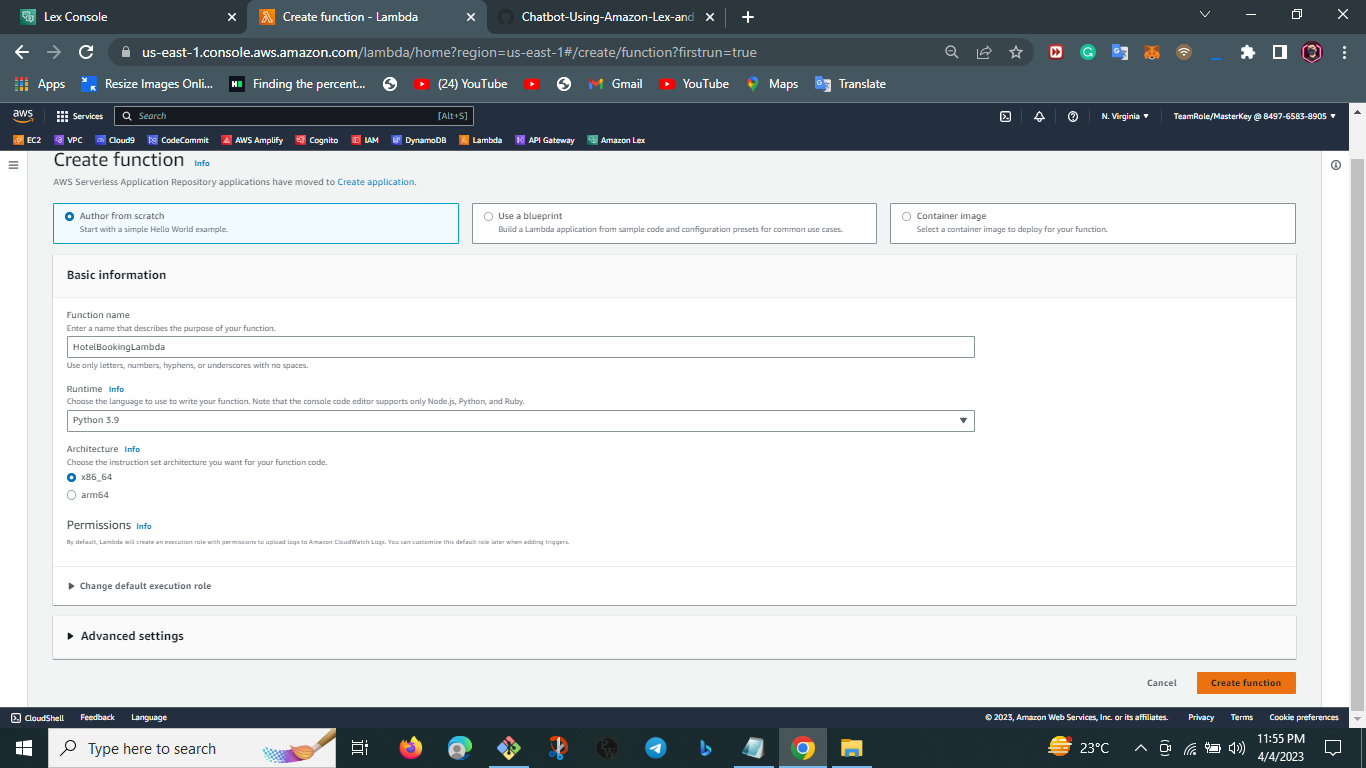 Lex Console
Create function - Lambda
Chatbot-Using-Amazon-Lex-and
us-east-1.console.aws.amazon.com/lambda/home?region=us-east-1#/create/function?firstrun=true
Apps
Resize Images Onli...
Finding the percent...
(24) YouTube
Gmail
YouTube
Maps
Translate
aws
Services
Search
[Alt+S]
N. Virginia
TeamRole/MasterKey @ 8497-6583-8905
EC2
VPC
Cloud9
CodeCommit
AWS Amplify
Cognito
IAM
DynamoDB
Lambda
API Gateway
Amazon Lex
Create function Info
AWS Serverless Application Repository applications have moved to Create application.
Author from scratch
Start with a simple Hello World example.
Use a blueprint
Build a Lambda application from sample code and configuration presets for common use cases.
Container image
Select a container image to deploy for your function.
Basic information
Function name
Enter a name that describes the purpose of your function.
HotelBookingLambda
Use only letters, numbers, hyphens, or underscores with no spaces.
Runtime Info
Choose the language to use to write your function. Note that the console code editor supports only Node.js, Python, and Ruby.
Python 3.9
Architecture Info
Choose the instruction set architecture you want for your function code.
x86_64
arm64
Permissions Info
By default, Lambda will create an execution role with permissions to upload logs to Amazon CloudWatch Logs. You can customize this default role later when adding triggers.
Change default execution role
Advanced settings
Cancel
Create function
CloudShell
Feedback
Language
© 2023, Amazon Web Services, Inc. or its affiliates.
Privacy
Terms
Cookie preferences
Type here to search
23°C
11:55 PM
4/4/2023